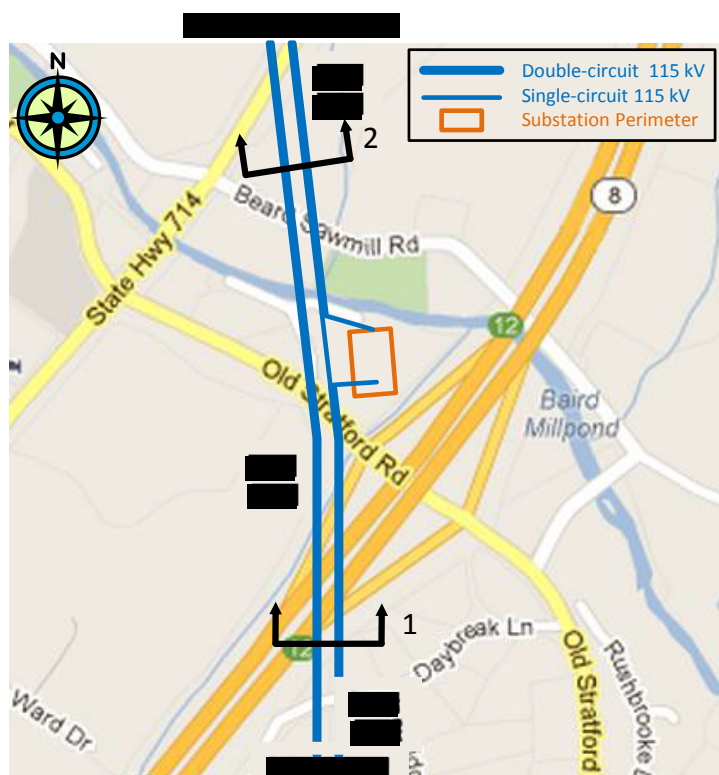 N
Double-circuit 115 kV
Single-circuit 115 kV
Substation Perimeter
2
8
Beard Sawmill Rd
State Hwy 714
12
Old Stratford Rd
Baird
Millpond
1
12
Daybreak Ln
Old Stratford
Rushbrooke
Ward Dr